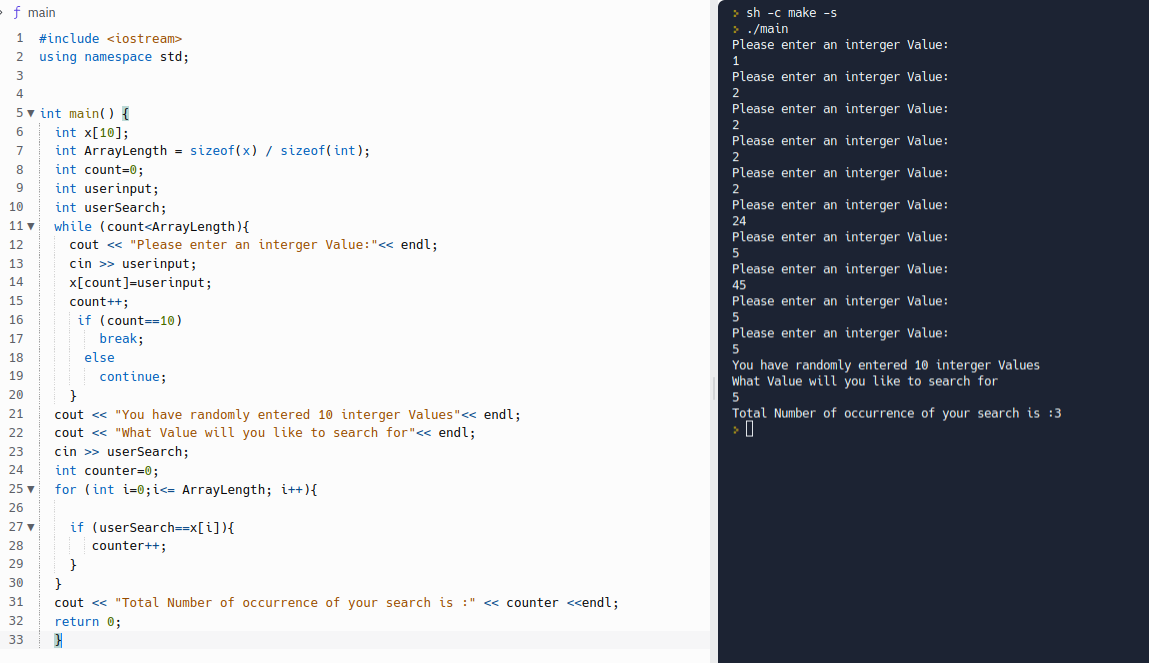 ƒ main
1 #include <iostream>
2 using namespace std;
3
4
5 int main() {
6 int x[10];
7 int ArrayLength = sizeof(x) / sizeof(int);
8 int count=0;
9 int userinput;
10 int userSearch;
11 while (count<ArrayLength){
12 cout << "Please enter an interger Value:"<< endl;
13 cin >> userinput;
14 x[count]=userinput;
15 count++;
16 if (count==10)
17 break;
18 else
19 continue;
20 }
21 cout << "You have randomly entered 10 interger Values"<< endl;
22 cout << "What Value will you like to search for"<< endl;
23 cin >> userSearch;
24 int counter=0;
25 for (int i=0;i<= ArrayLength; i++){
26
27 if (userSearch==x[i]){
28 counter++;
29 }
30 }
31 cout << "Total Number of occurrence of your search is :" << counter <<endl;
32 return 0;
33 }
sh -c make -s
./main
Please enter an interger Value:
1
Please enter an interger Value:
2
Please enter an interger Value:
2
Please enter an interger Value:
2
Please enter an interger Value:
2
Please enter an interger Value:
24
Please enter an interger Value:
5
Please enter an interger Value:
45
Please enter an interger Value:
5
Please enter an interger Value:
5
You have randomly entered 10 interger Values
What Value will you like to search for
5
Total Number of occurrence of your search is :3